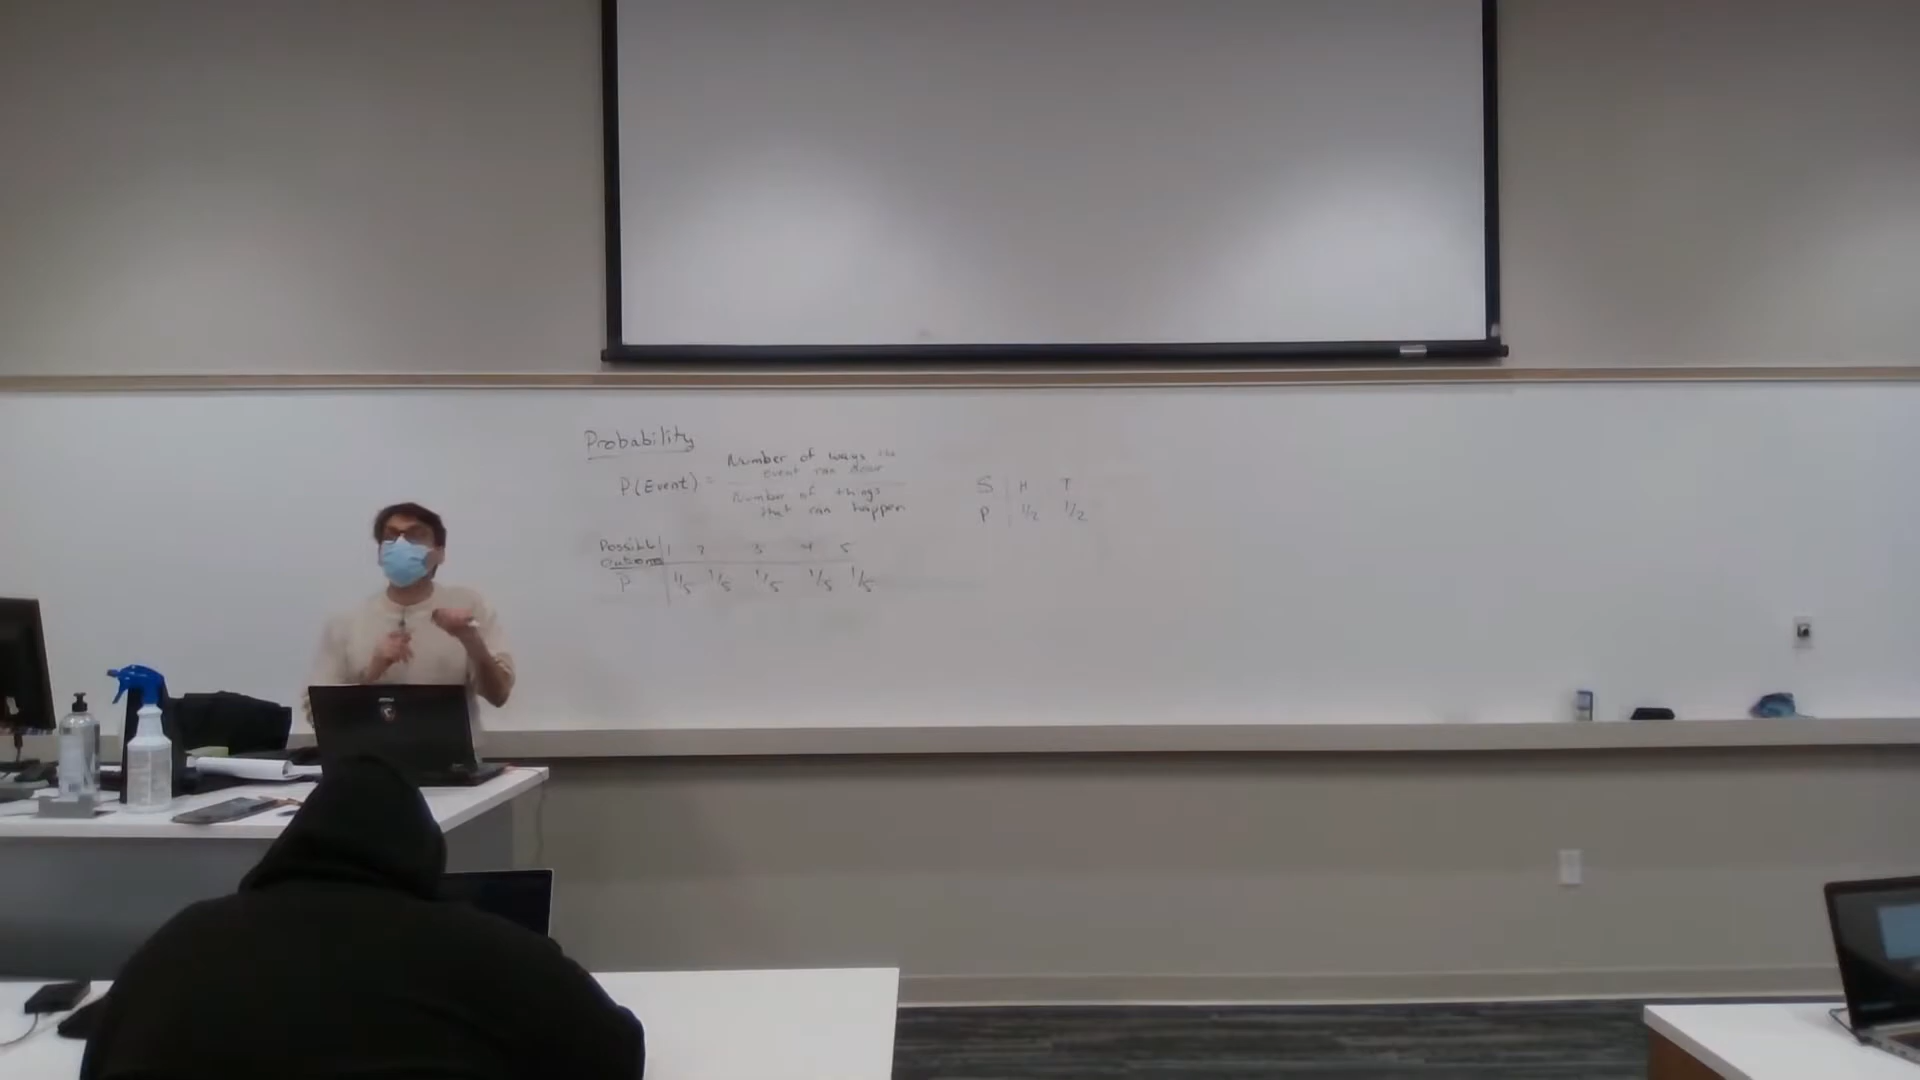 Probability
P(Event) =
Number of ways the
event can occur
Number of things
that can happen
Possible
outcomes
1 2 3 4 5
P 1/5 1/5 1/5 1/5 1/5
S H T
P 1/2 1/2